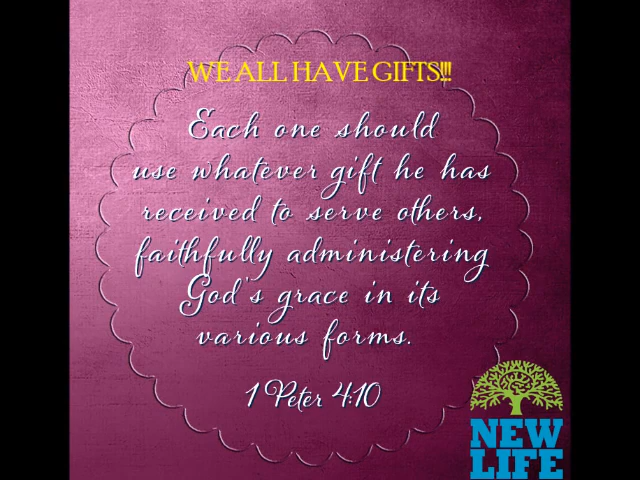 WE ALL HAVE GIFTS!!!
Each one should
use whatever gift he has
received to serve others,
faithfully administering
God's grace in its
various forms.
1 Peter 4:10
NEW
LIFE